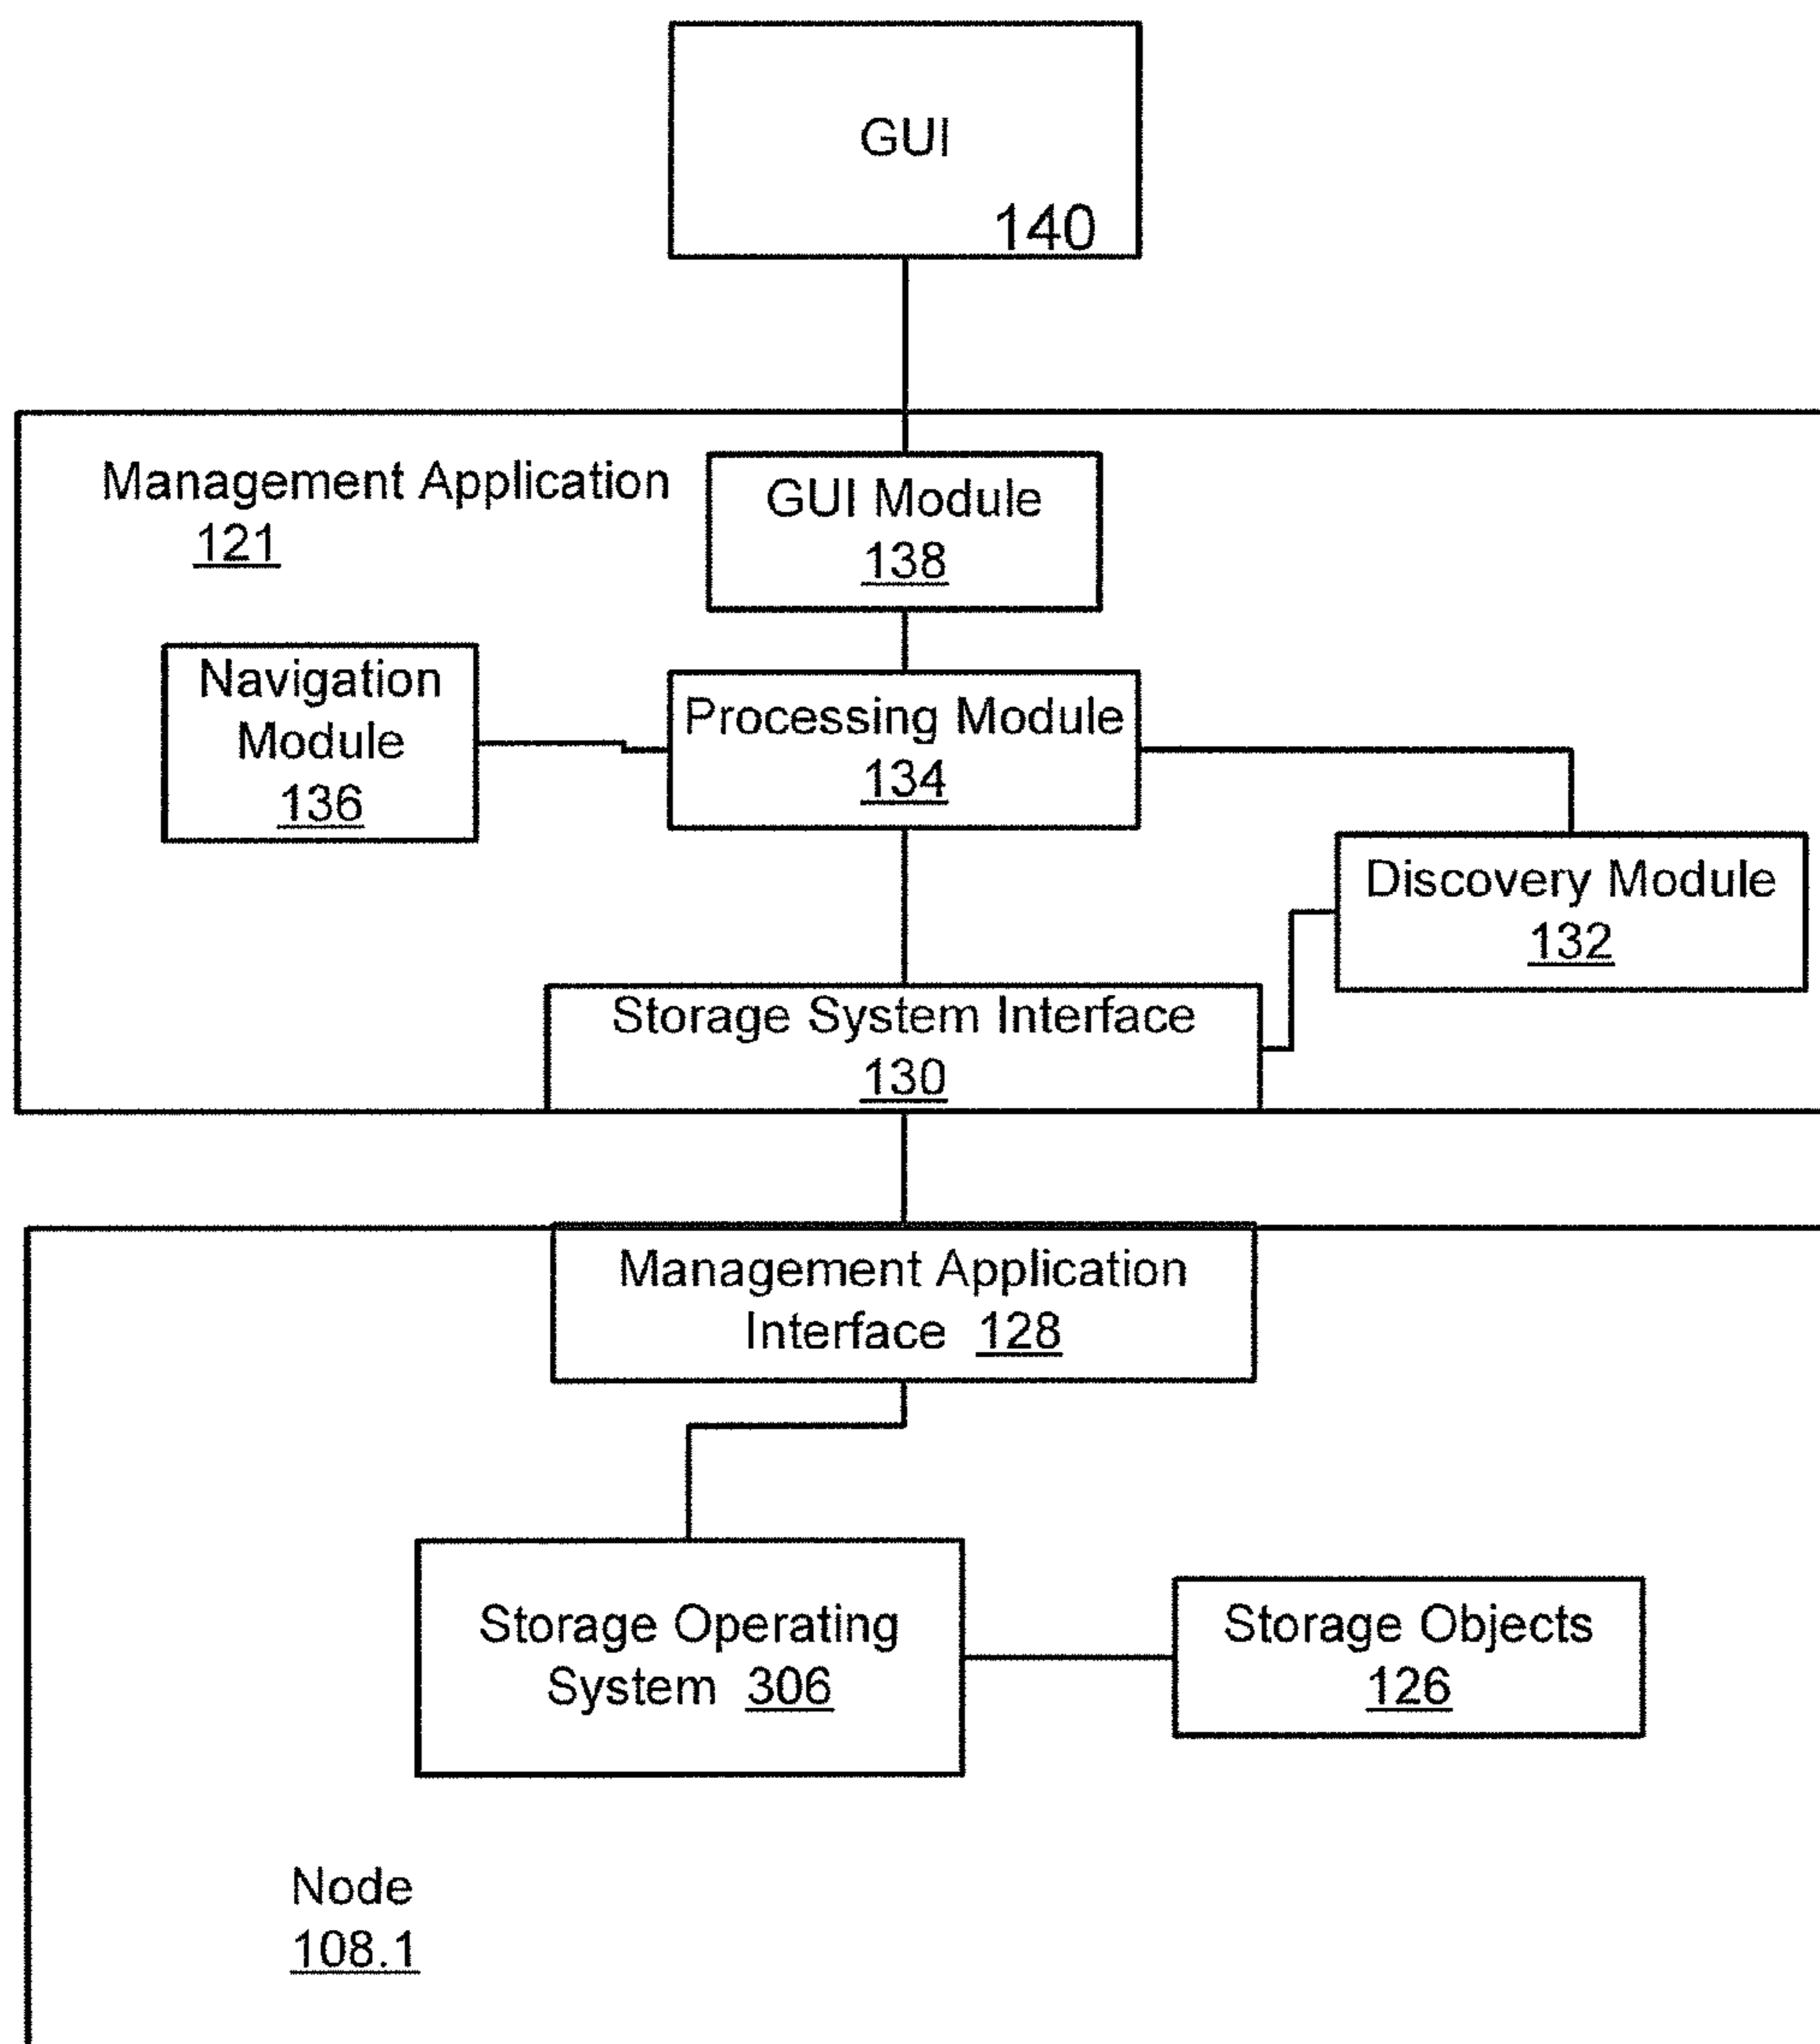 GUI
140
Management Application
121
GUI Module
138
Navigation
Module
136
Processing Module
134
Discovery Module
132
Storage System Interface
130
Management Application
Interface 128
Storage Operating
System 306
Storage Objects
126
Node
108.1